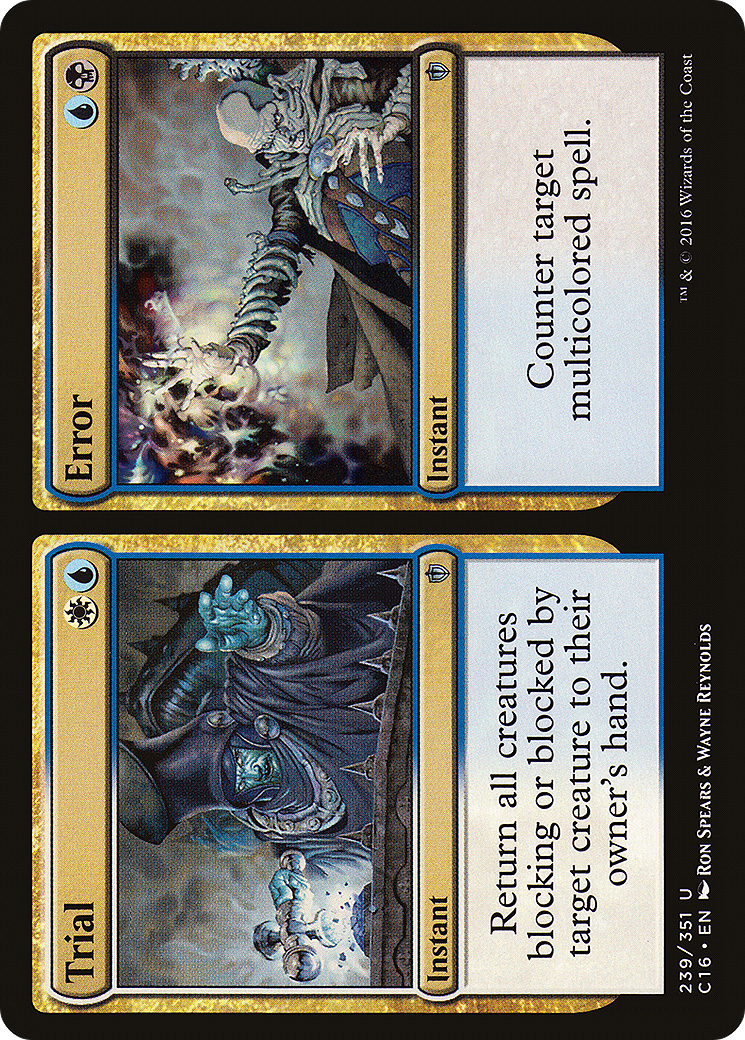 Trial
Instant
Return all creatures
blocking or blocked by
target creature to their
owner's hand.
239/351 U
C16 • EN RON SPEARS & WAYNE REYNOLDS
Error
Instant
Counter target
multicolored spell.
™ & © 2016 Wizards of the Coast